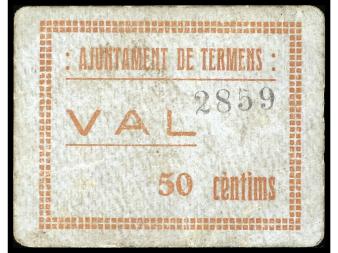 : AJUNTAMENT DE TERMENS :
2859
VAL
50 cèntims